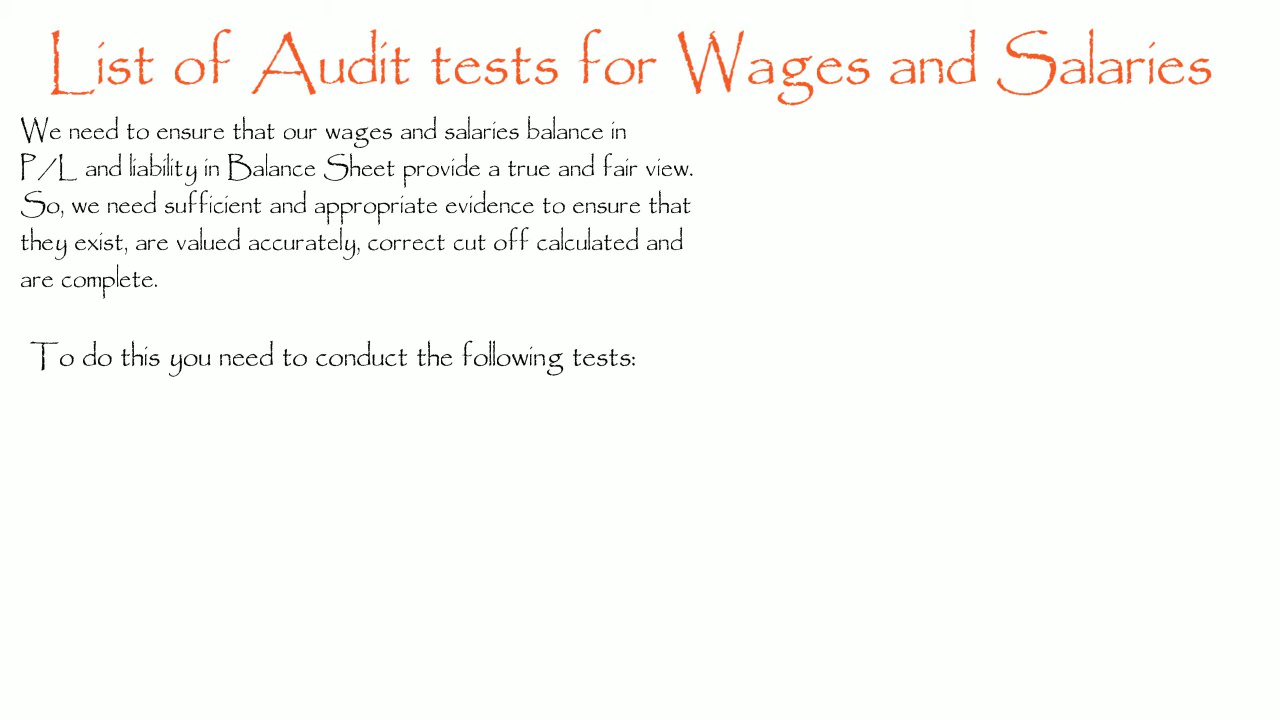 List of Audit tests for Wages and Salaries
We need to ensure that our wages and salaries balance in
P/L and liability in Balance Sheet provide a true and fair view.
So, we need sufficient and appropriate evidence to ensure that
they exist, are valued accurately, correct cut off calculated and
are complete.
To do this you need to conduct the following tests: